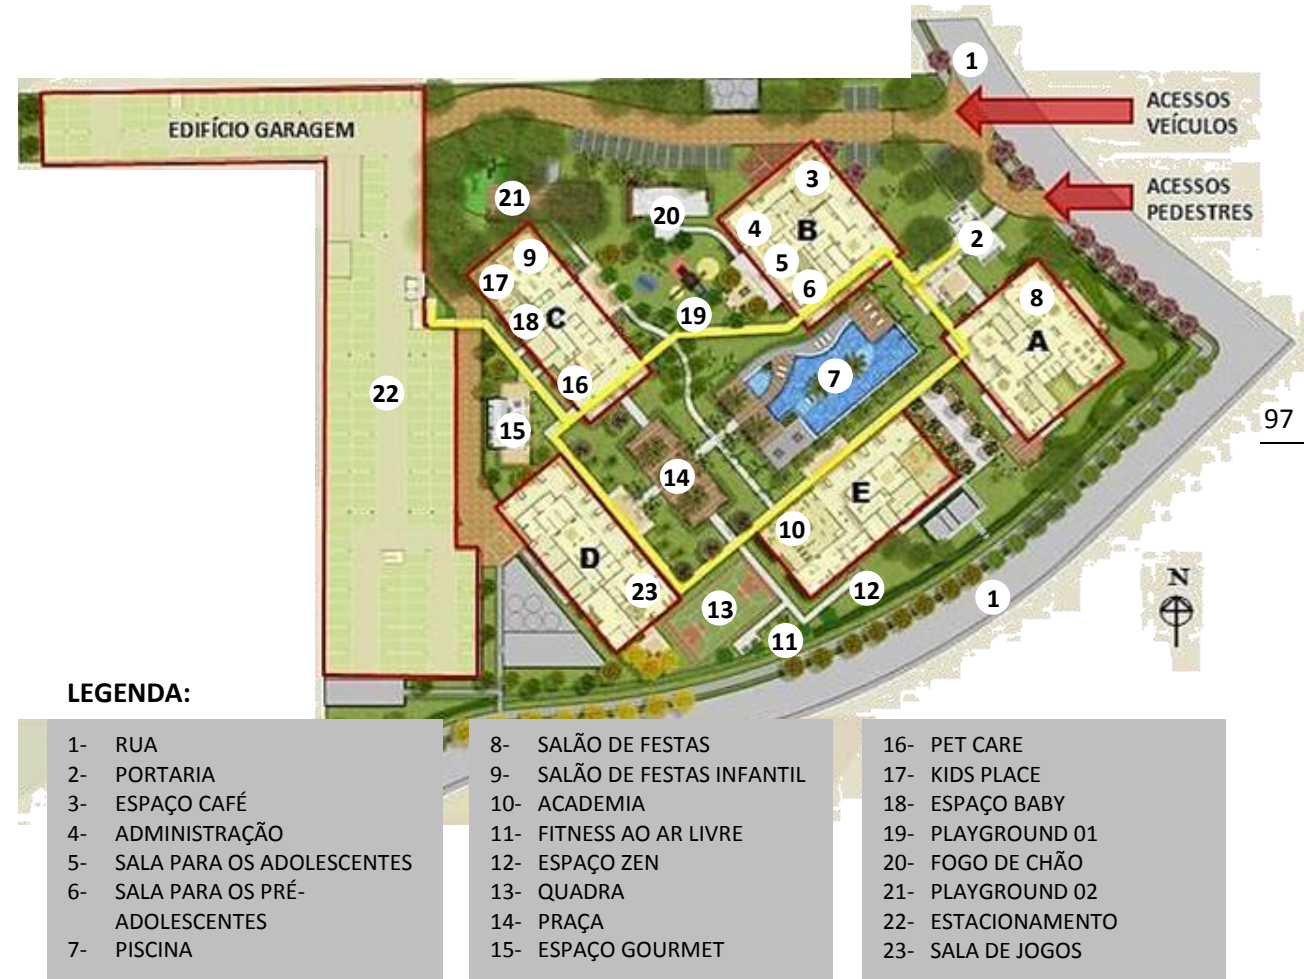 1
ACESSOS
VEÍCULOS
EDIFÍCIO GARAGEM
3
ACESSOS
PEDESTRES
21
20
4
B
2
9
5
17
6
8
18
C
19
A
16
7
22
97
15
14
E
10
D
23
12
13
1
N
11
LEGENDA:
1- RUA
2- PORTARIA
3- ESPAÇO CAFÉ
4- ADMINISTRAÇÃO
5- SALA PARA OS ADOLESCENTES
6- SALA PARA OS PRÉ-
ADOLESCENTES
7- PISCINA
8- SALÃO DE FESTAS
9- SALÃO DE FESTAS INFANTIL
10- ACADEMIA
11- FITNESS AO AR LIVRE
12- ESPAÇO ZEN
13- QUADRA
14- PRAÇA
15- ESPAÇO GOURMET
16- PET CARE
17- KIDS PLACE
18- ESPAÇO BABY
19- PLAYGROUND 01
20- FOGO DE CHÃO
21- PLAYGROUND 02
22- ESTACIONAMENTO
23- SALA DE JOGOS